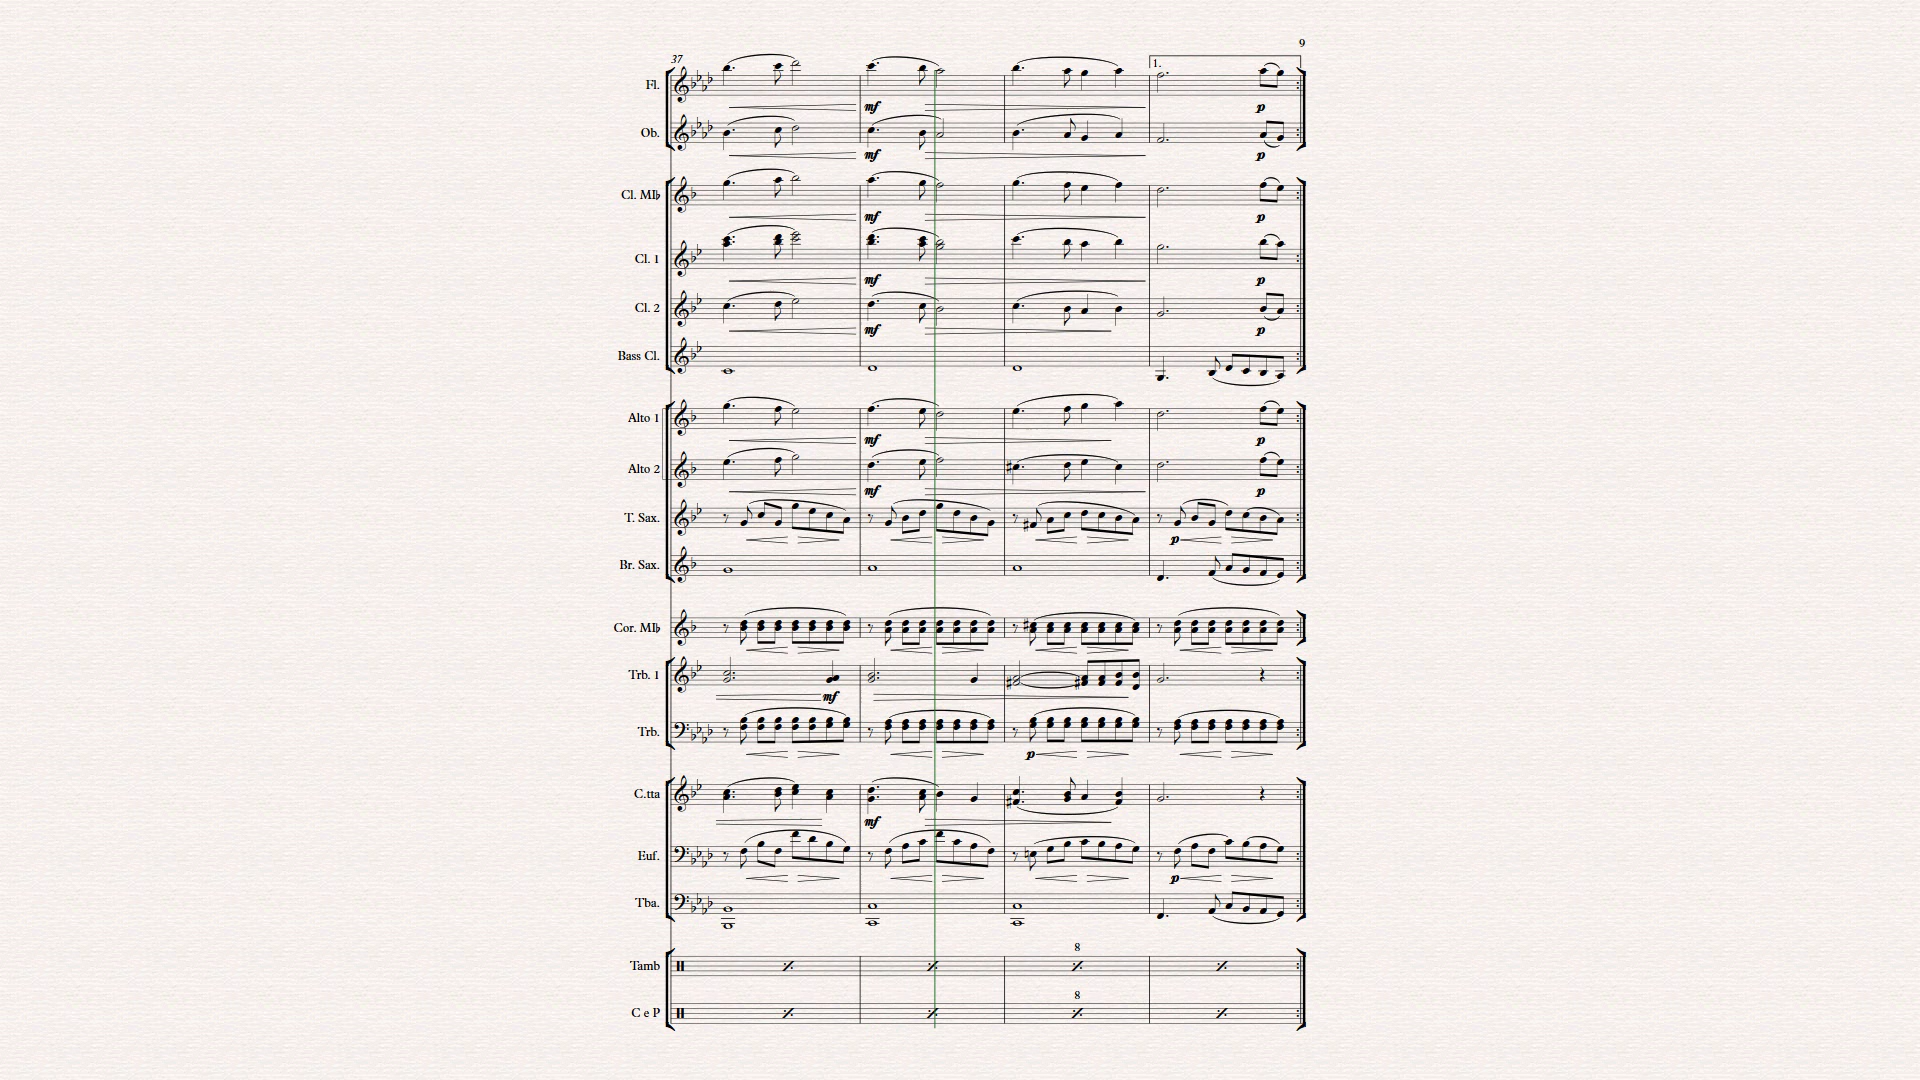 9
37
1.
Fl.
mf
p
Ob.
mf
p
Cl. MI♭
mf
p
Cl. 1
mf
p
Cl. 2
mf
p
Bass Cl.
Alto 1
mf
p
Alto 2
mf
p
T. Sax.
p
Br. Sax.
Cor. MI♭
Trb. 1
mf
Trb.
p
C.tta
mf
Euf.
p
Tba.
8
Tamb
8
C e P